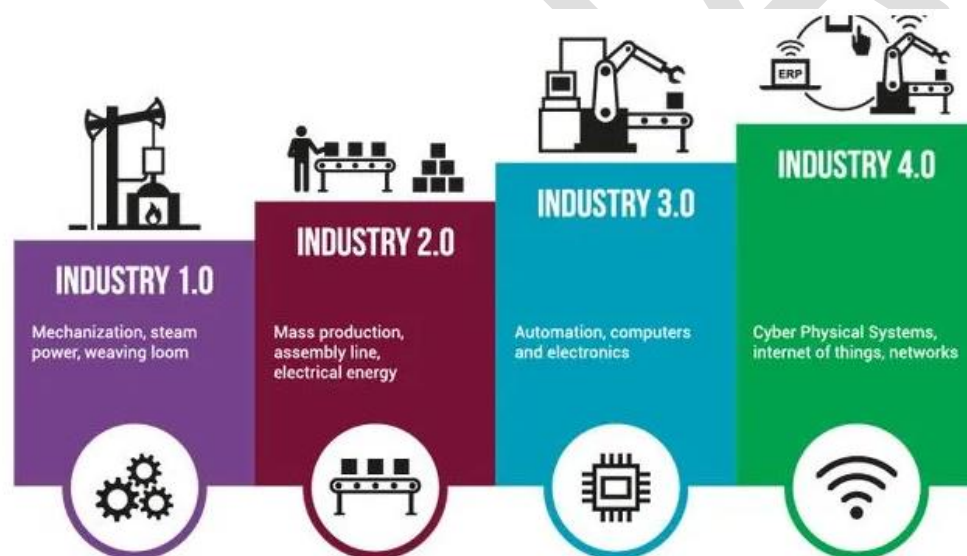 ERP
INDUSTRY 4.0
INDUSTRY 3.0
INDUSTRY 2.0
INDUSTRY 1.0
Mechanization, steam
power, weaving loom
Mass production,
assembly line,
electrical energy
Automation, computers
and electronics
Cyber Physical Systems,
internet of things, networks